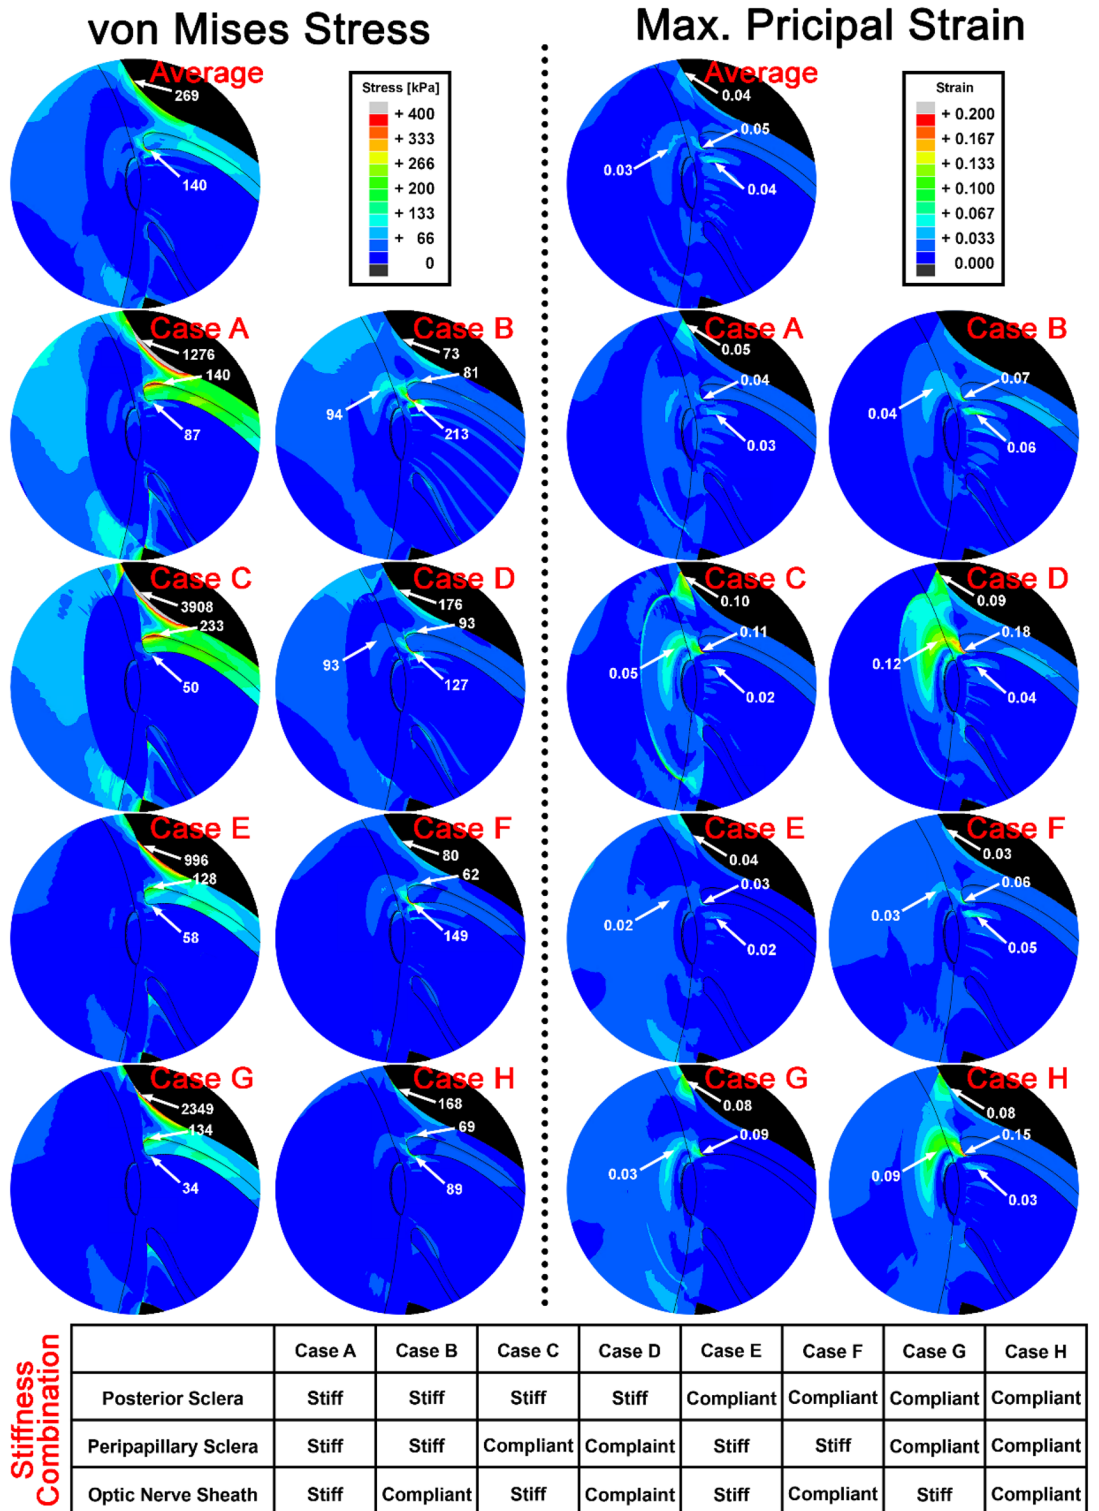 von Mises Stress
Max. Pricipal Strain
Average
269
140
Stress [kPa]
+ 400
+ 333
+ 266
+ 200
+ 133
+ 66
0
Average
0.04
0.05
0.03
0.04
Strain
+ 0.200
+ 0.167
+ 0.133
+ 0.100
+ 0.067
+ 0.033
0.000
Case A
1276
140
87
Case B
73
81
94
213
Case A
0.05
0.04
0.03
Case B
0.07
0.04
0.06
Case C
3908
233
50
Case D
176
93
93
127
Case C
0.10
0.11
0.05
0.02
Case D
0.09
0.18
0.12
0.04
Case E
996
128
58
Case F
80
62
149
Case E
0.04
0.03
0.02
0.02
Case F
0.03
0.06
0.03
0.05
Case G
2349
134
34
Case H
168
69
89
Case G
0.08
0.09
0.03
Case H
0.08
0.15
0.09
0.03
Stiffness
Combination
Case A Case B Case C Case D Case E Case F Case G Case H
Posterior Sclera Stiff Stiff Stiff Stiff Compliant Compliant Compliant Compliant
Peripapillary Sclera Stiff Stiff Compliant Complaint Stiff Stiff Compliant Compliant
Optic Nerve Sheath Stiff Compliant Stiff Complaint Stiff Compliant Stiff Compliant